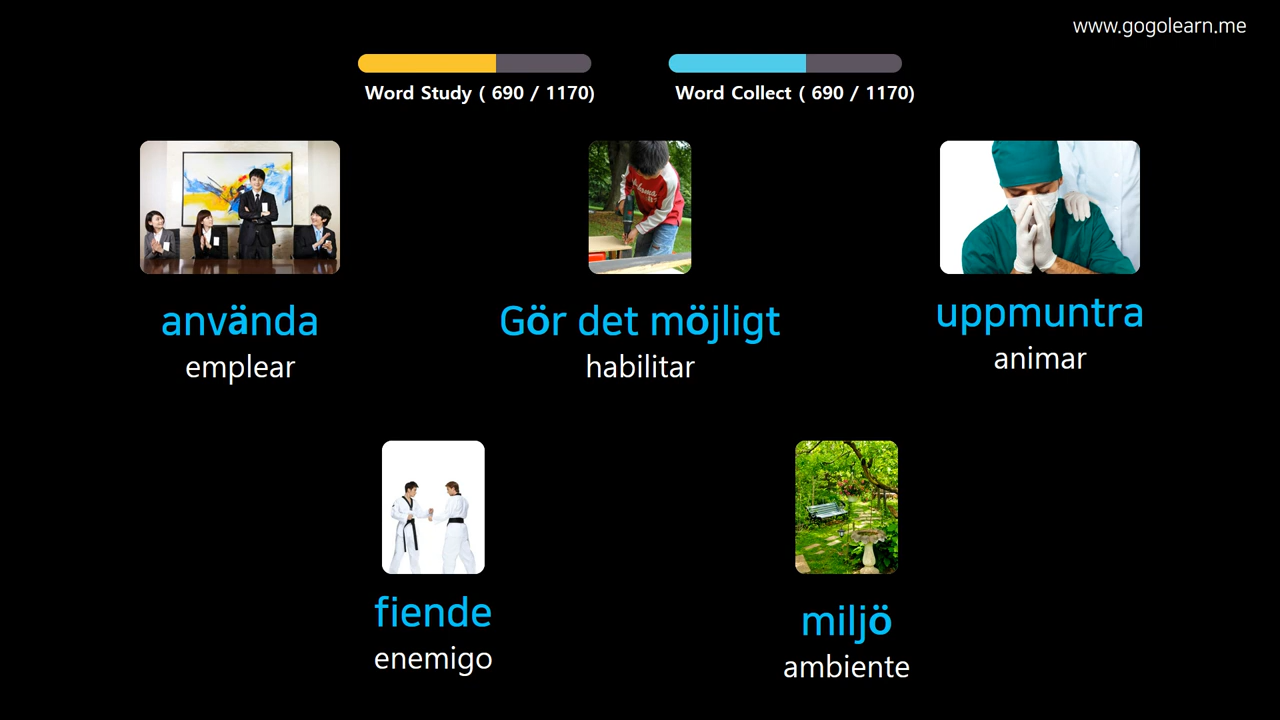 www.gogolearn.me
Word Study ( 690 / 1170)
Word Collect ( 690 / 1170)
använda
emplear
Gör det möjligt
habilitar
uppmuntra
animar
fiende
enemigo
miljö
ambiente